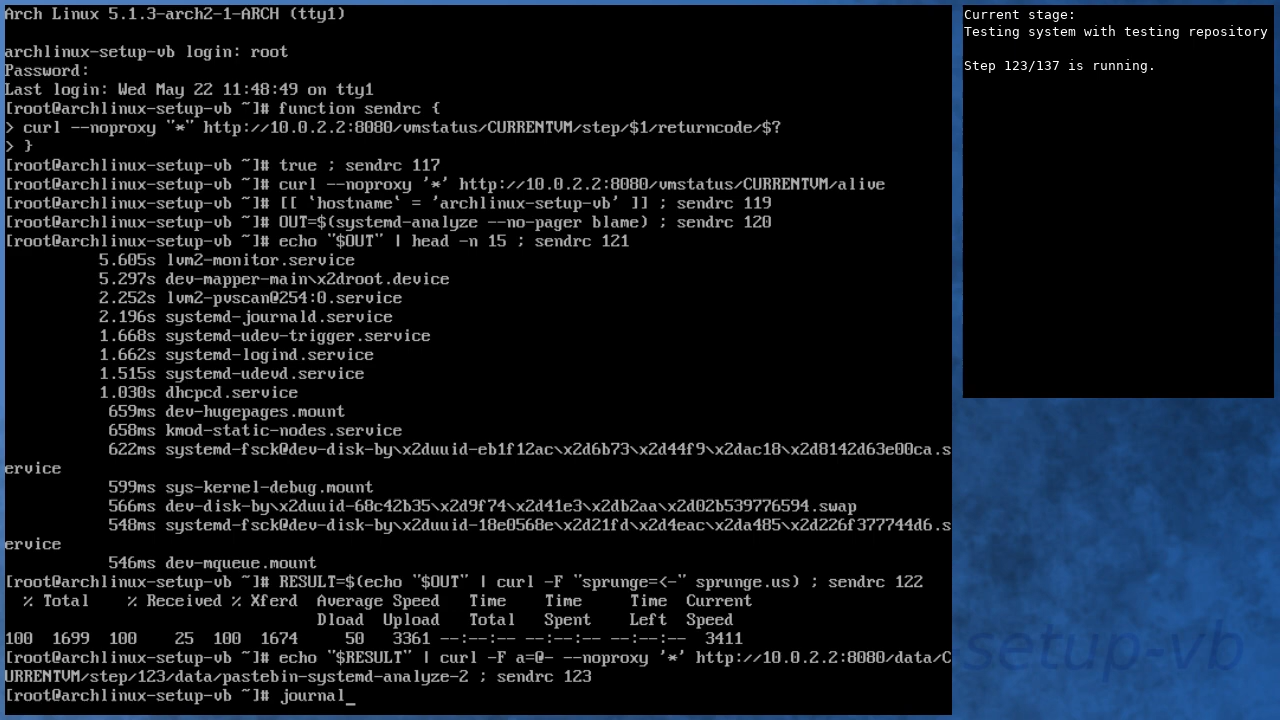 Arch Linux 5.1.3-arch2-1-ARCH (tty1)
archlinux-setup-vb login: root
Password:
Last login: Wed May 22 11:48:49 on tty1
[root@archlinux-setup-vb ~]# function sendrc {
> curl --noproxy "*" http://10.0.2.2:8080/vmstatus/CURRENTVM/step/$1/returncode/$?
> }
[root@archlinux-setup-vb ~]# true ; sendrc 117
[root@archlinux-setup-vb ~]# curl --noproxy '*' http://10.0.2.2:8080/vmstatus/CURRENTVM/alive
[root@archlinux-setup-vb ~]# [[ `hostname` = 'archlinux-setup-vb' ]] ; sendrc 119
[root@archlinux-setup-vb ~]# OUT=$(systemd-analyze --no-pager blame) ; sendrc 120
[root@archlinux-setup-vb ~]# echo "$OUT" | head -n 15 ; sendrc 121
5.605s lvm2-monitor.service
5.297s dev-mapper-main\x2droot.device
2.252s lvm2-pvscan@254:0.service
2.196s systemd-journald.service
1.668s systemd-udev-trigger.service
1.662s systemd-logind.service
1.515s systemd-udevd.service
1.030s dhcpcd.service
659ms dev-hugepages.mount
658ms kmod-static-nodes.service
622ms systemd-fsck@dev-disk-by\x2duuid-eb1f12ac\x2d6b73\x2d44f9\x2dac18\x2d8142d63e00ca.s
ervice
599ms sys-kernel-debug.mount
566ms dev-disk-by\x2duuid-68c42b35\x2d9f74\x2d41e3\x2db2aa\x2d02b539776594.swap
548ms systemd-fsck@dev-disk-by\x2duuid-18e0568e\x2d21fd\x2d4eac\x2da485\x2d226f377744d6.s
ervice
546ms dev-mqueue.mount
[root@archlinux-setup-vb ~]# RESULT=$(echo "$OUT" | curl -F "sprunge=<-" sprunge.us) ; sendrc 122
% Total % Received % Xferd Average Speed Time Time Time Current
Dload Upload Total Spent Left Speed
100 1699 100 25 100 1674 50 3361 --:--:-- --:--:-- --:--:-- 3411
[root@archlinux-setup-vb ~]# echo "$RESULT" | curl -F a=@- --noproxy '*' http://10.0.2.2:8080/data/C
URRENTVM/step/123/data/pastebin-systemd-analyze-2 ; sendrc 123
[root@archlinux-setup-vb ~]# journal_
Current stage:
Testing system with testing repository
Step 123/137 is running.
setup-vb